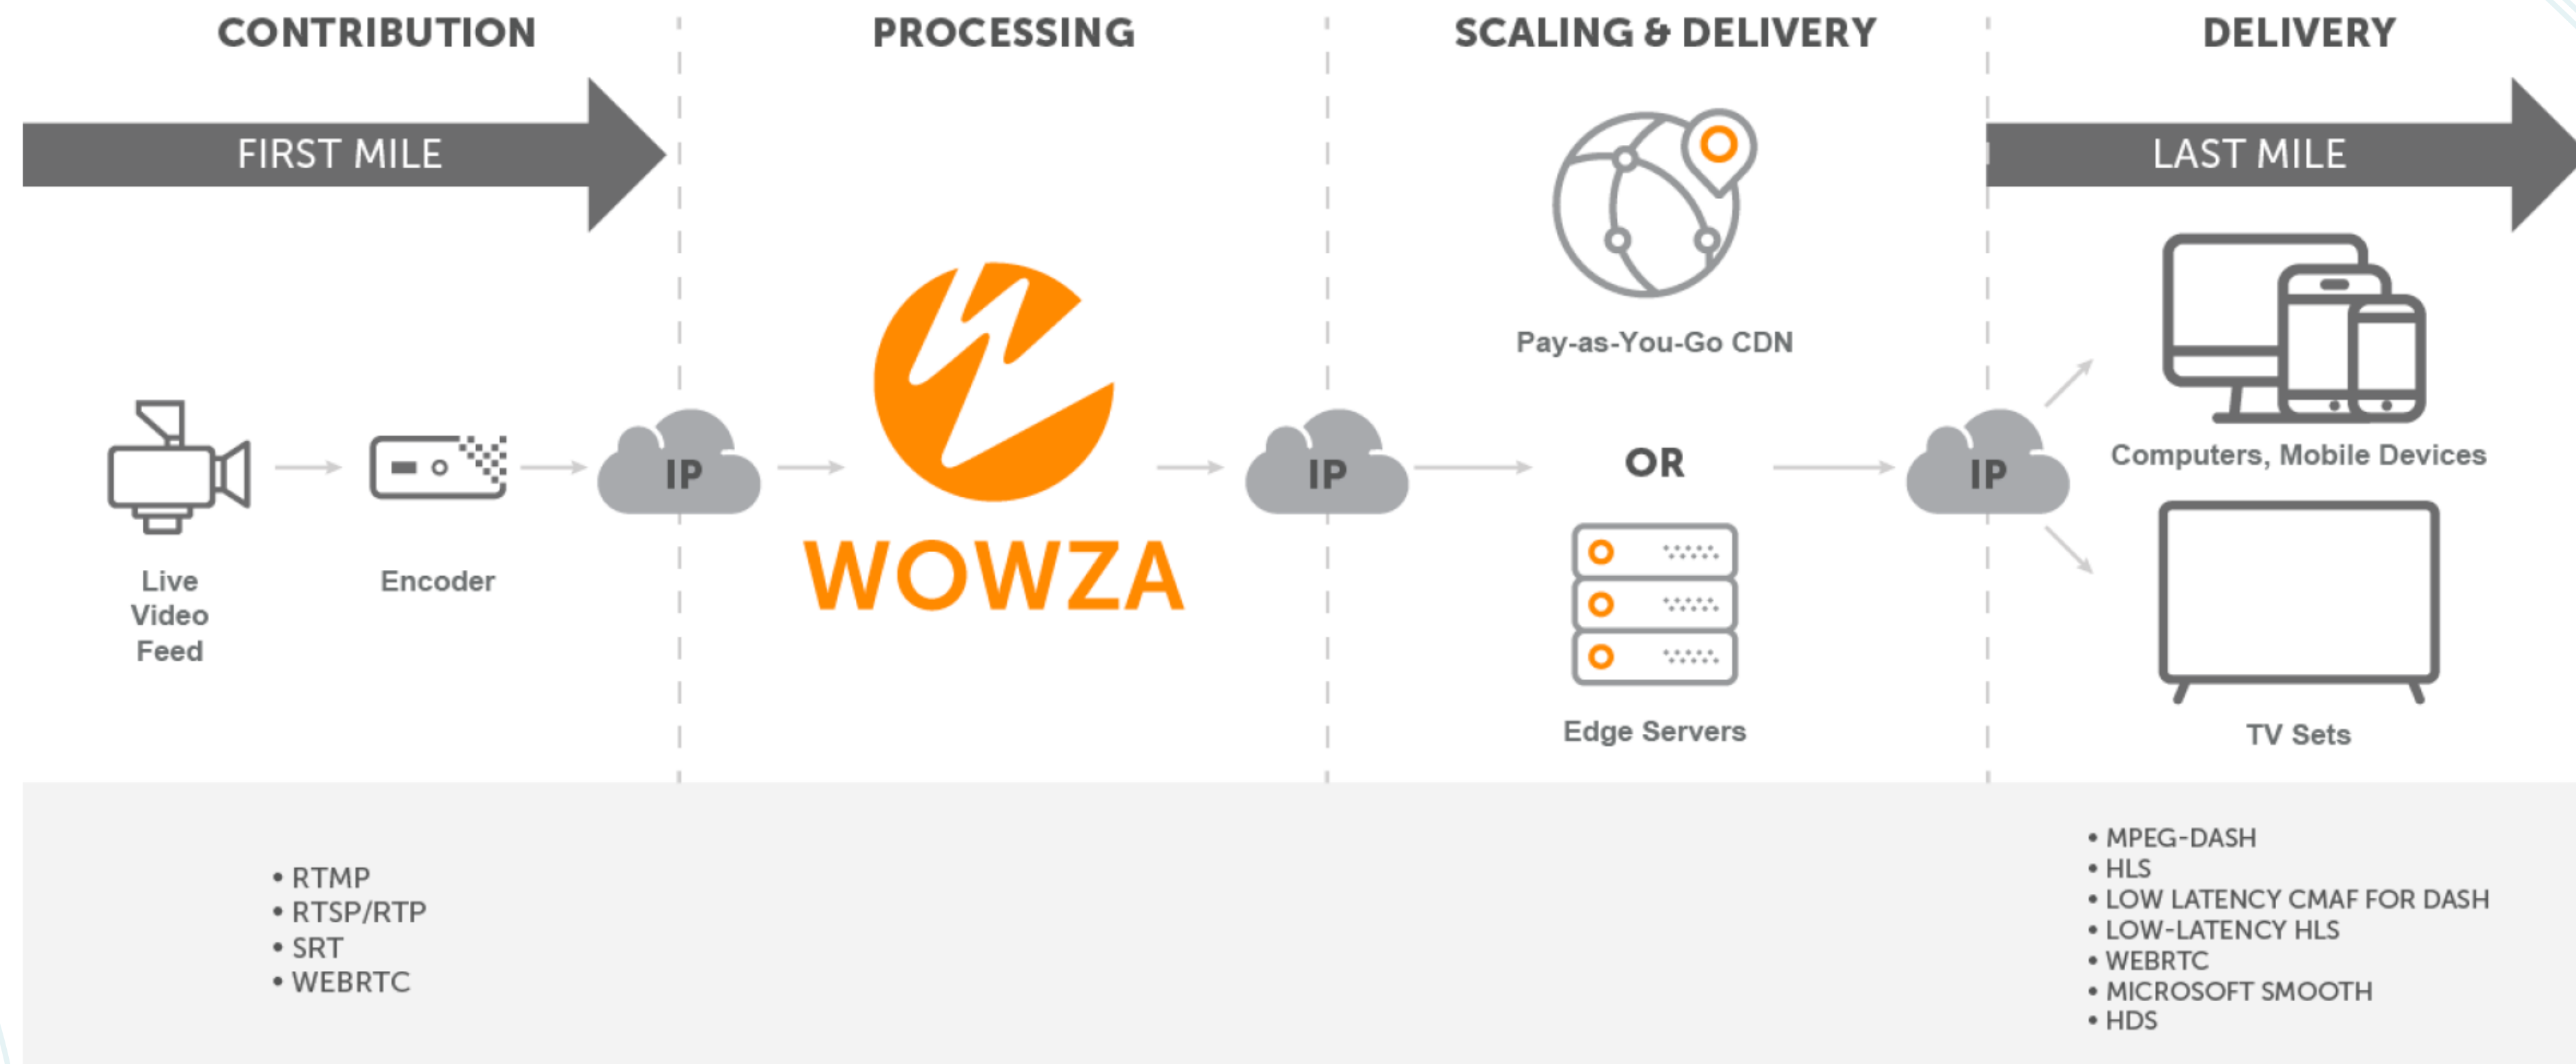 CONTRIBUTION
PROCESSING
SCALING & DELIVERY
DELIVERY
FIRST MILE
LAST MILE
Pay-as-You-Go CDN
OR
IP
IP
IP
WOWZA
Live
Video
Feed
Encoder
Edge Servers
Computers, Mobile Devices
TV Sets
• RTMP
• RTSP/RTP
• SRT
• WEBRTC
• MPEG-DASH
• HLS
• LOW LATENCY CMAF FOR DASH
• LOW-LATENCY HLS
• WEBRTC
• MICROSOFT SMOOTH
• HDS